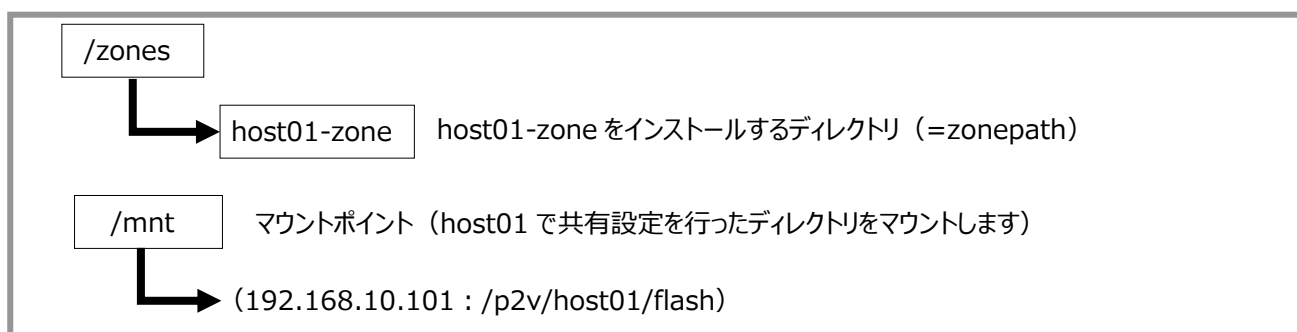 /zones
host01-zone host01-zone をインストールするディレクトリ（=zonepath）
/mnt マウントポイント（host01 で共有設定を行ったディレクトリをマウントします）
（192.168.10.101：/p2v/host01/flash）